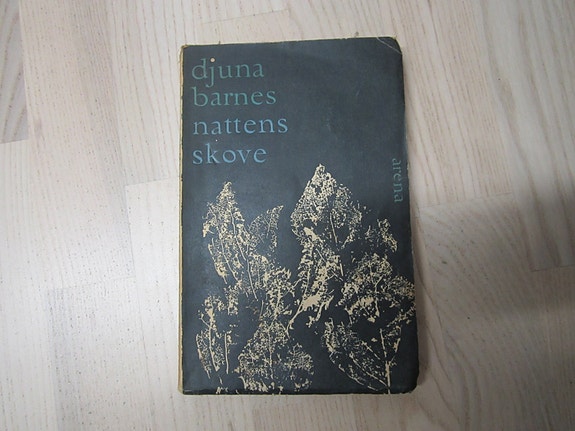 djuna
barnes
nattens
skove
arena